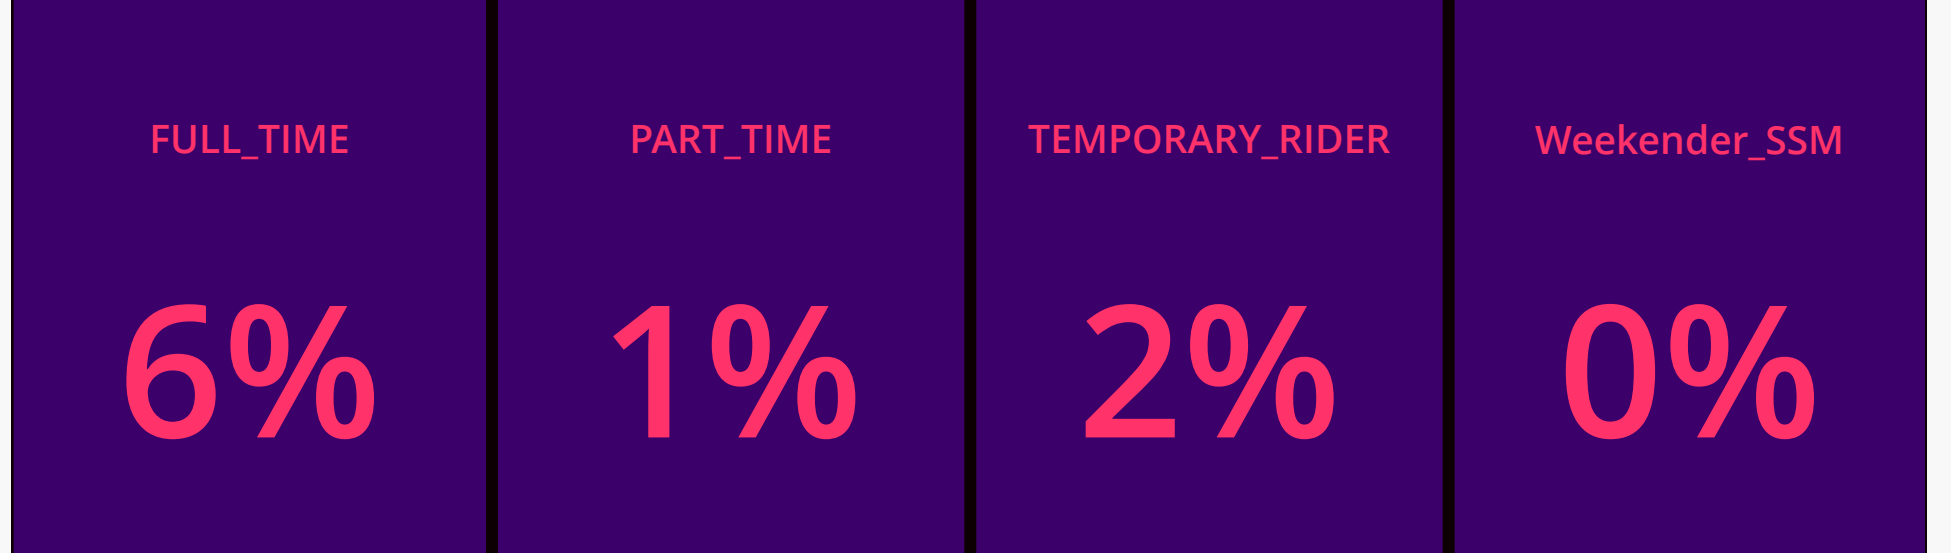 FULL_TIME
6%
PART_TIME
1%
TEMPORARY_RIDER
2%
Weekender_SSM
0%